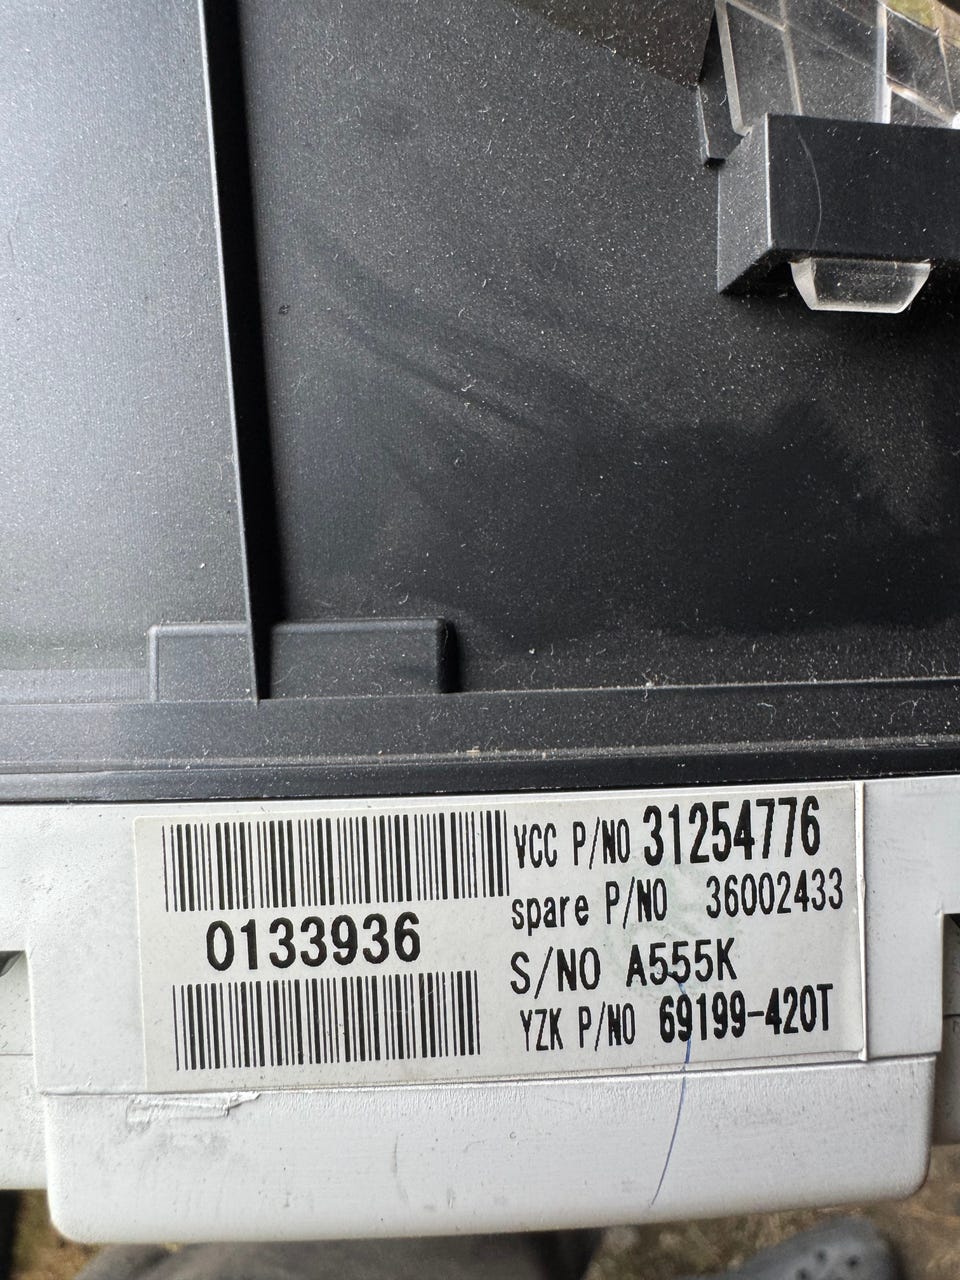 VCC P/NO 31254776
spare P/NO 36002433
0133936
S/NO A555K
YZK P/NO 69199-420T